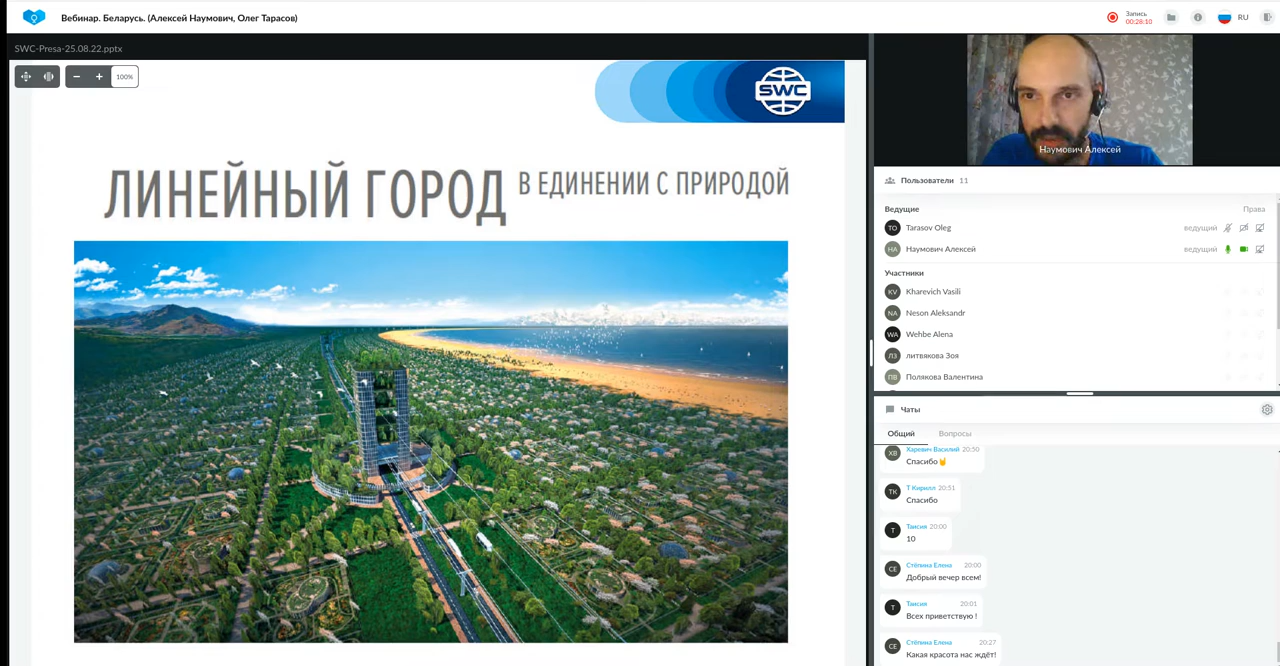 Вебинар. Беларусь. (Алексей Наумович, Олег Тарасов)
Запись
00:28:10
RU
SWC-Presa-25.08.22.pptx
100%
SWC
ЛИНЕЙНЫЙ ГОРОД В ЕДИНЕНИИ С ПРИРОДОЙ
Наумович Алексей
Пользователи 11
Ведущие Права
TO Tarasov Oleg ведущий
НА Наумович Алексей ведущий
Участники
KV Kharevich Vasili
NA Neson Aleksandr
WA Wehbe Alena
ЛЗ литвякова Зоя
ПВ Полякова Валентина
Чаты
Общий Вопросы
ХВ Харевич Василий 20:50
Спасибо🤘
ТК Т Кирилл 20:51
Спасибо
Т Таисия 20:00
10
СЕ Стёпина Елена 20:00
Добрый вечер всем!
Т Таисия 20:01
Всех приветствую !
СЕ Стёпина Елена 20:27
Какая красота нас ждёт!